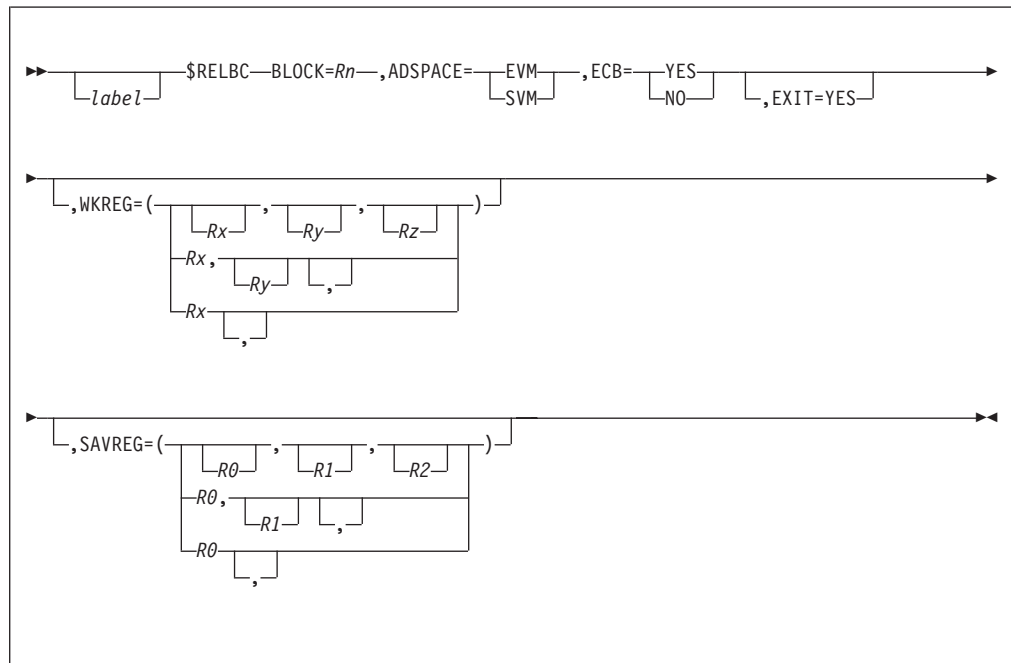 $RELBC BLOCK=Rn ,ADSPACE= EVM ,ECB= YES
label SVM NO ,EXIT=YES
,WKREG=( , , )
Rx Ry Rz
Rx,
Ry ,
Rx
,
,SAVREG=( , , )
R0 R1 R2
R0,
R1 ,
R0
,